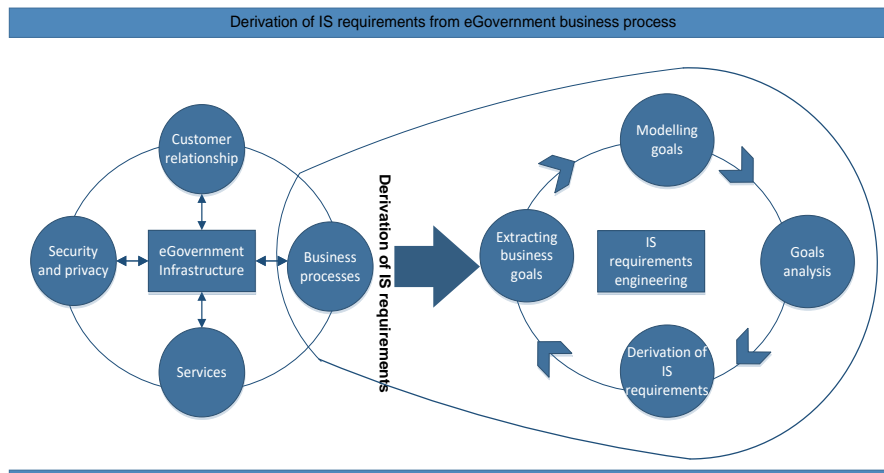 Derivation of IS requirements from eGovernment business process
Customer
relationship
Security
and privacy
eGovernment
Infrastructure
Business
processes
Services
Derivation of IS requirements
Modelling
goals
Extracting
business
goals
IS
requirements
engineering
Goals
analysis
Derivation of
IS
requirements